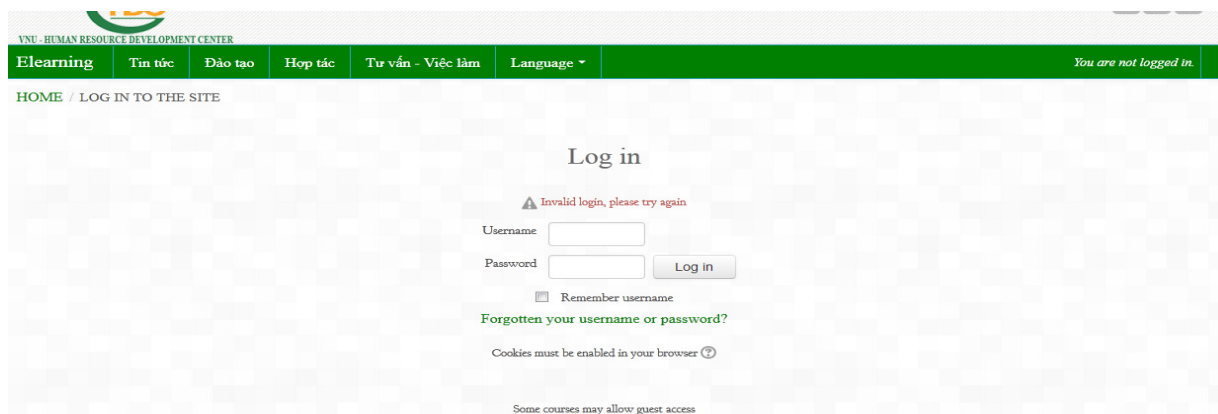 VNU - HUMAN RESOURCE DEVELOPMENT CENTER
Elearning Tin tức Đào tạo Hợp tác Tư vấn - Việc làm Language You are not logged in.
HOME / LOG IN TO THE SITE
Log in
Invalid login, please try again
Username
Password Log in
Remember username
Forgotten your username or password?
Cookies must be enabled in your browser ?
Some courses may allow guest access